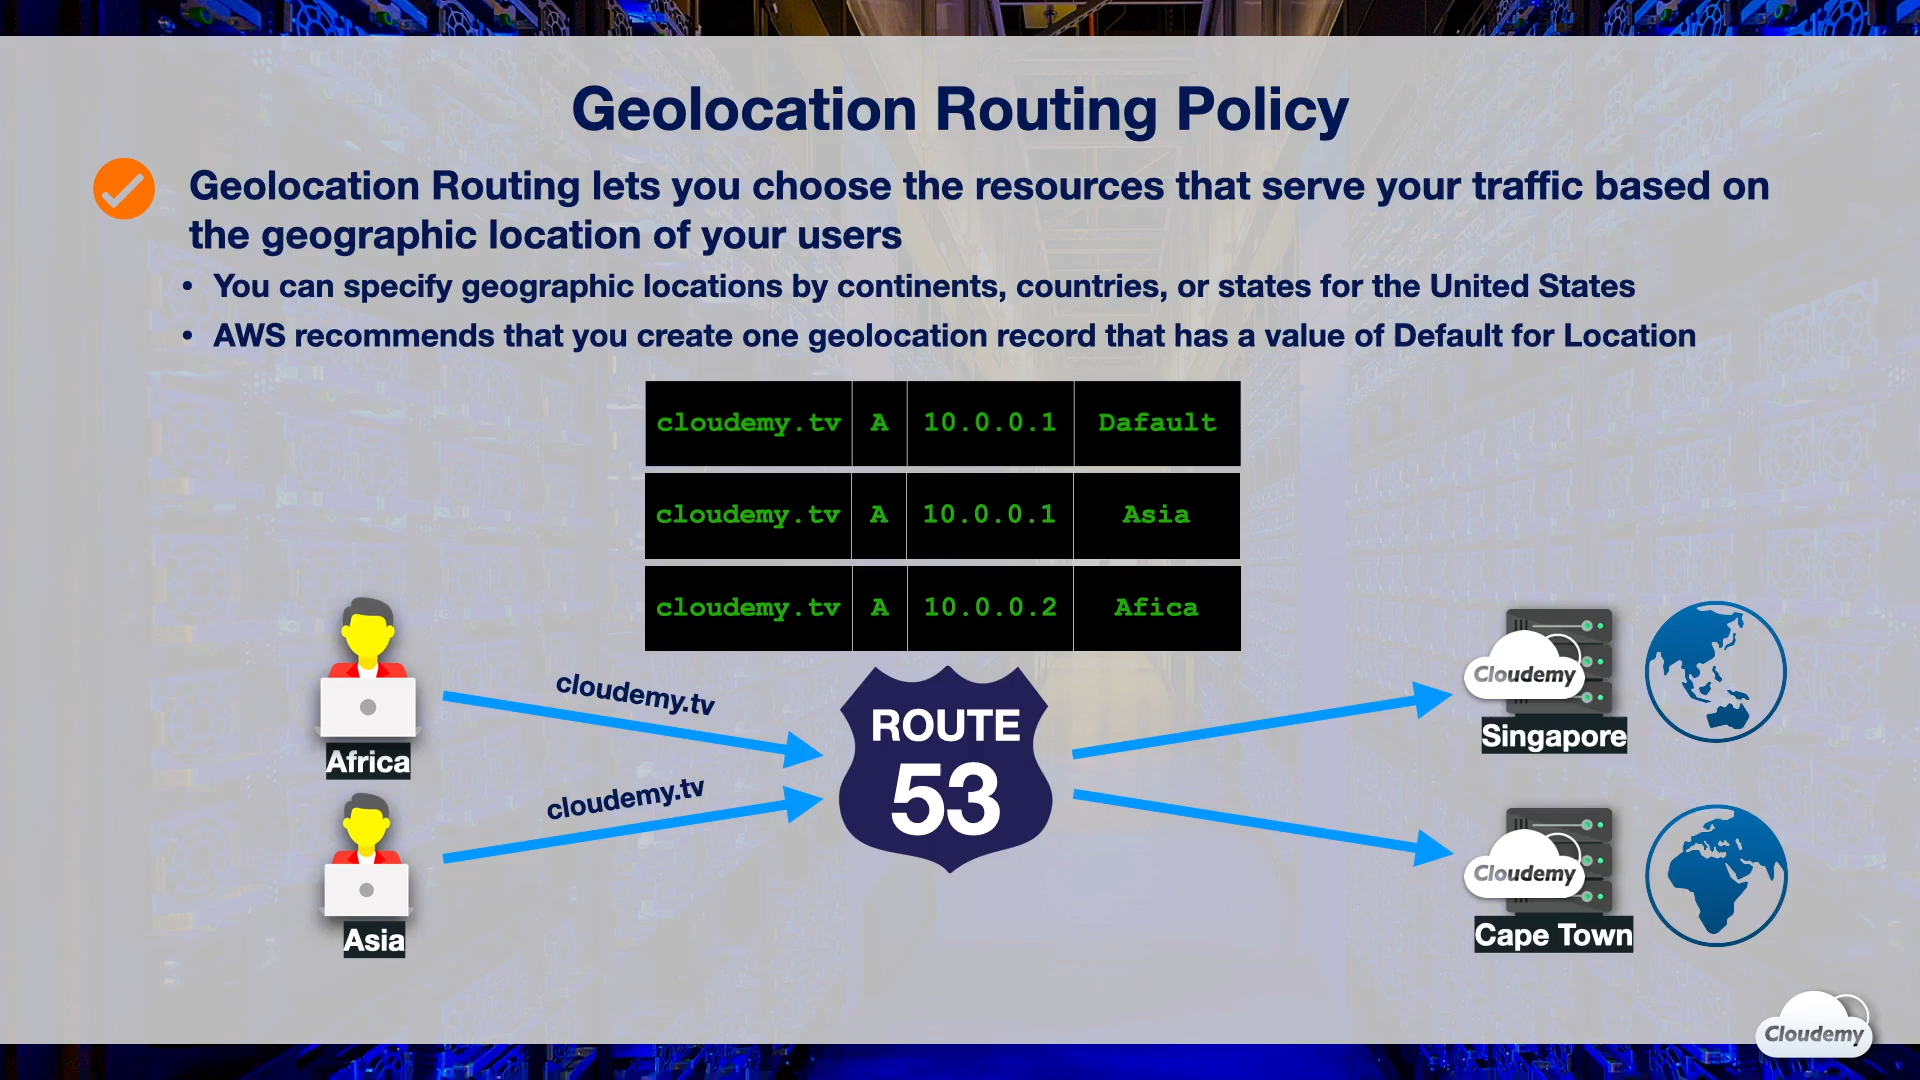 Geolocation Routing Policy
Geolocation Routing lets you choose the resources that serve your traffic based on
the geographic location of your users
• You can specify geographic locations by continents, countries, or states for the United States
• AWS recommends that you create one geolocation record that has a value of Default for Location
cloudemy.tv A 10.0.0.1 Dafault
cloudemy.tv A 10.0.0.1 Asia
cloudemy.tv A 10.0.0.2 Afica
Africa
cloudemy.tv
Asia
cloudemy.tv
ROUTE
53
Cloudemy
Singapore
Cloudemy
Cape Town
Cloudemy